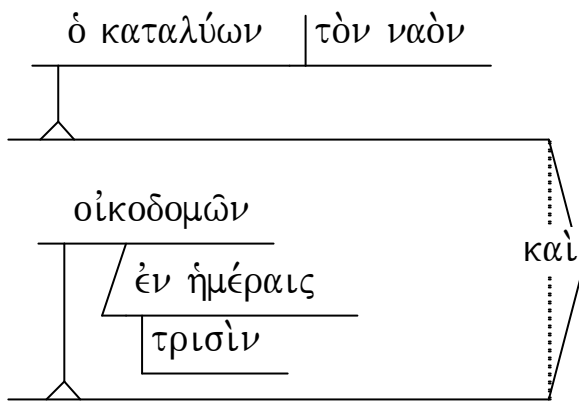 ὁ καταλύων τὸν ναὸν
οἰκοδομῶν
καὶ
ἐν ἡμέραις
τρισὶν